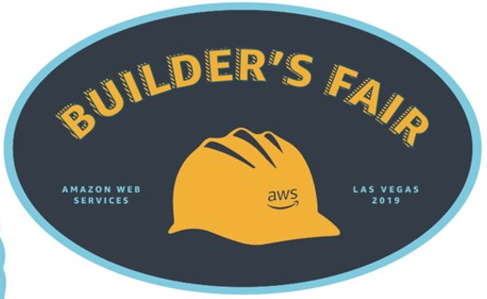 BUILDER'S FAIR
AMAZON WEB
SERVICES
aws
LAS VEGAS
2019